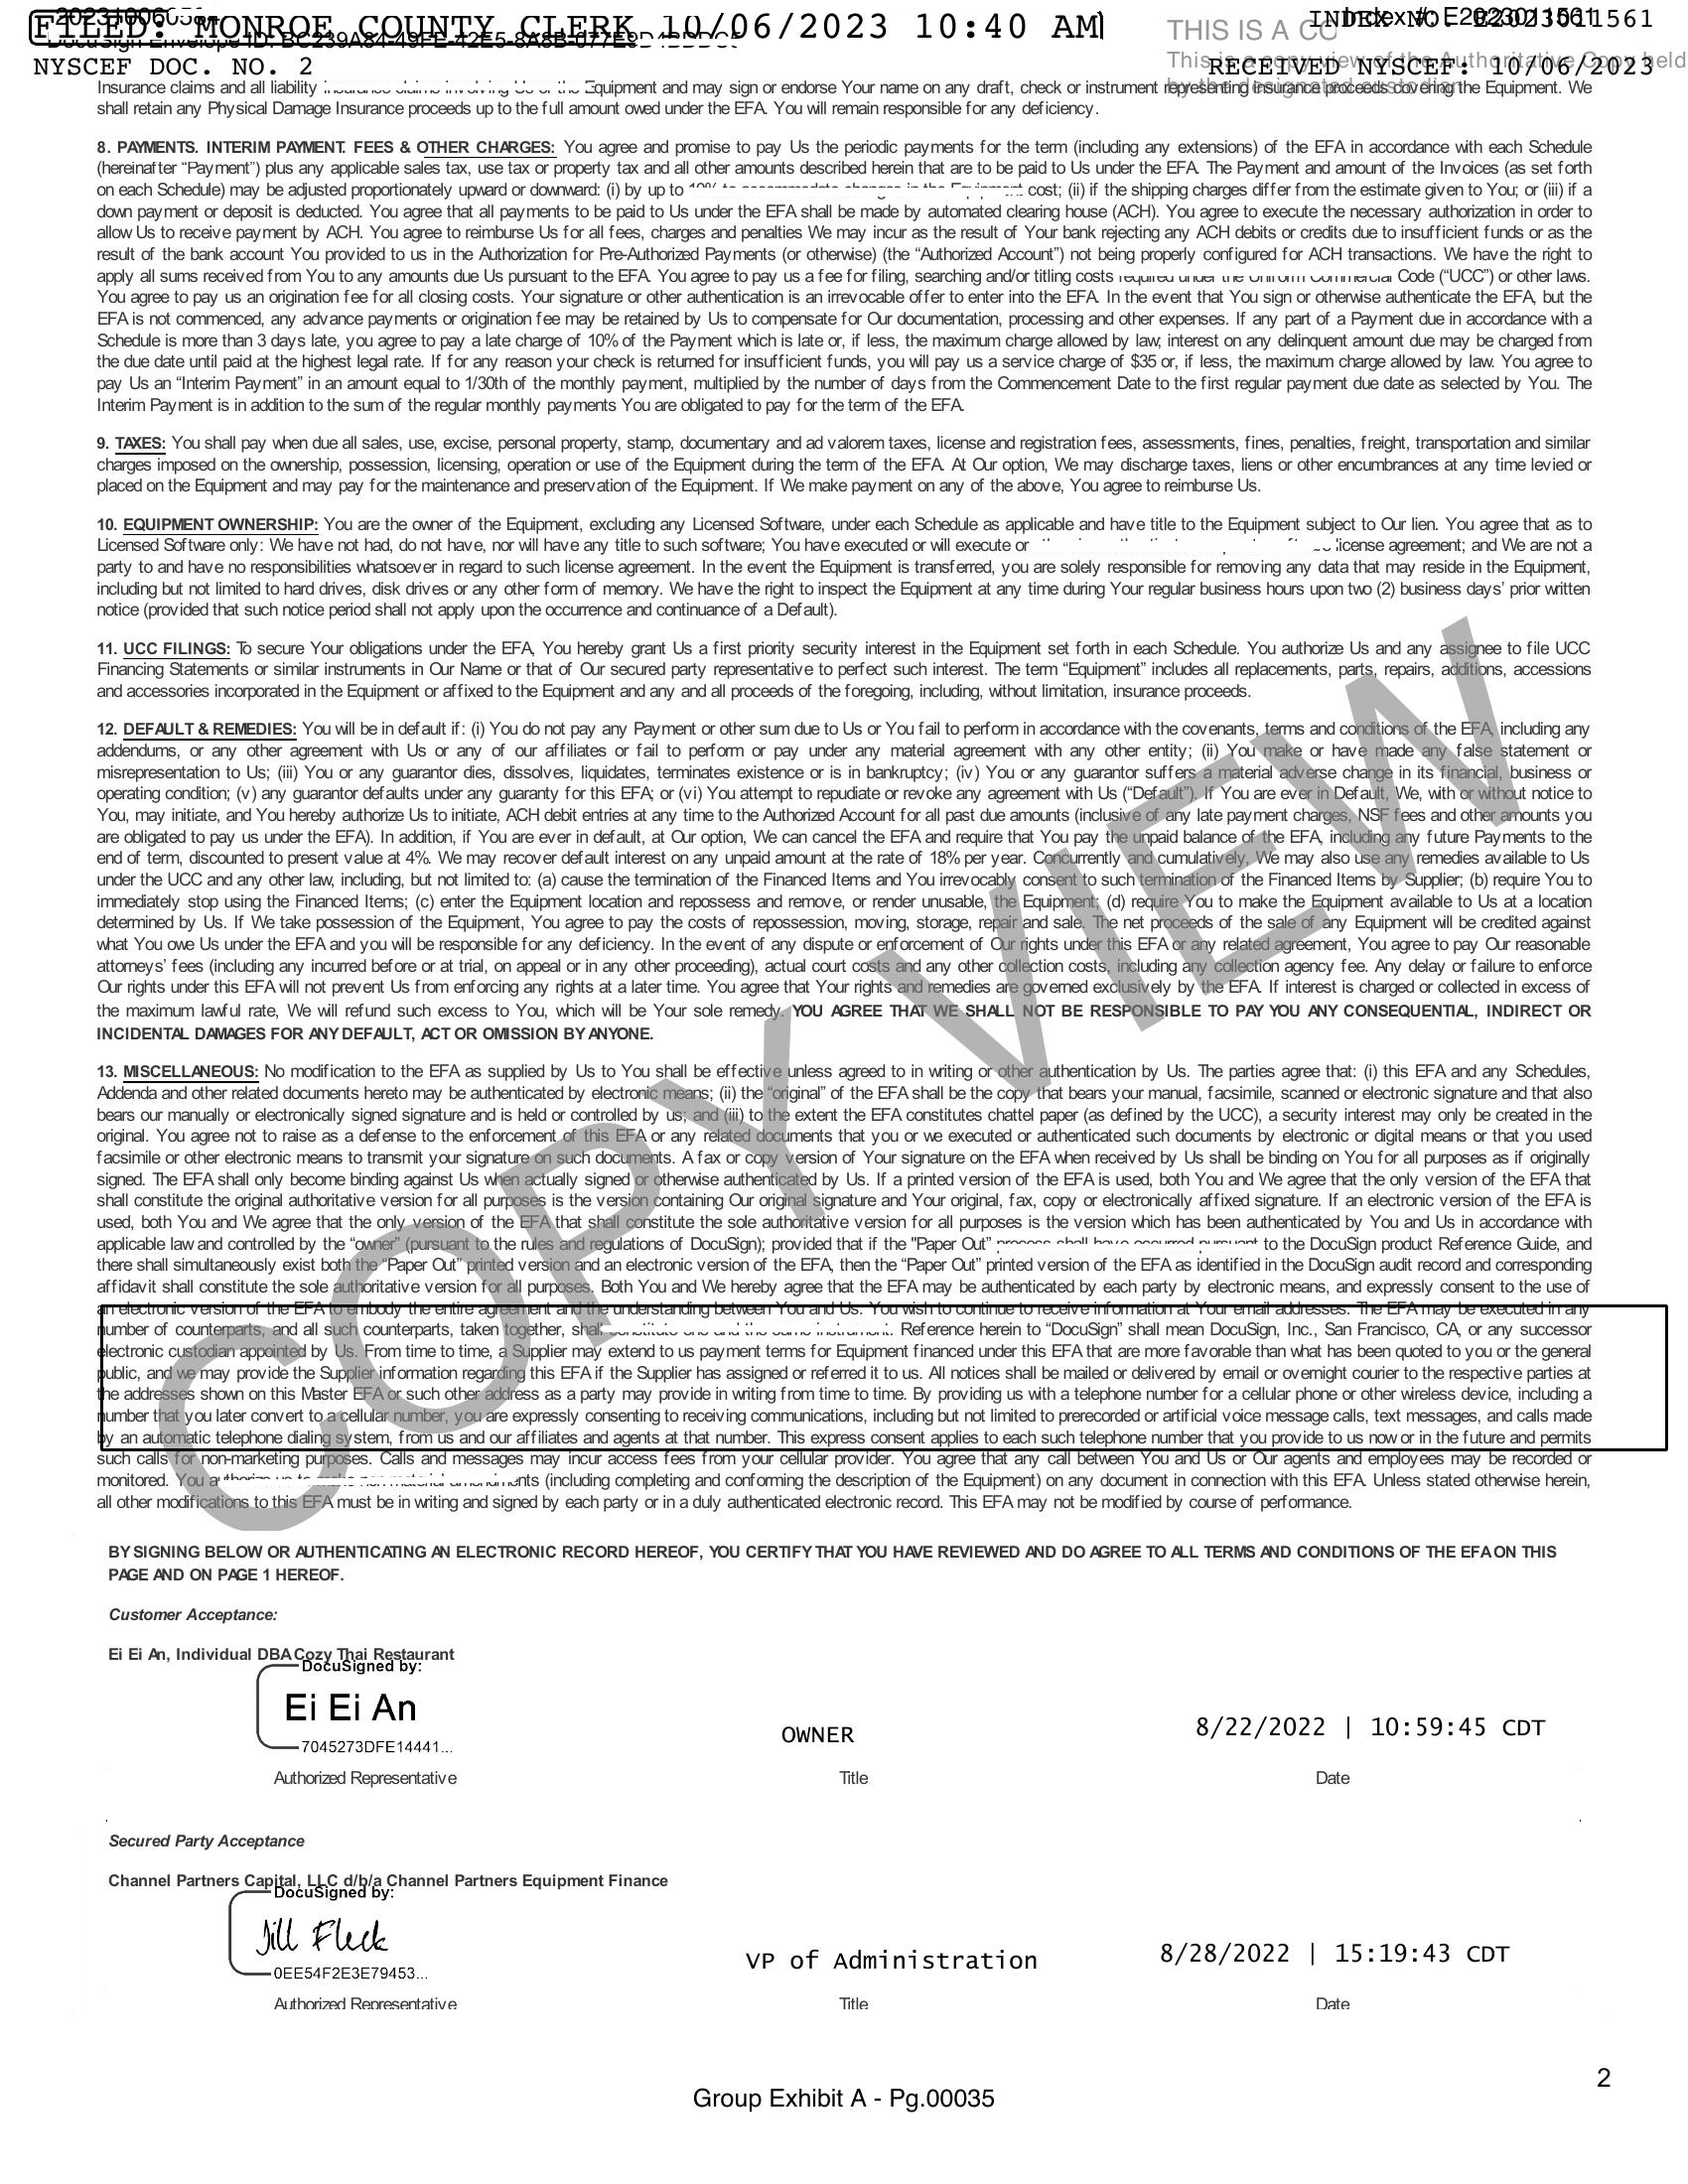 202310060584
FILED: MONROE COUNTY CLERK 10/06/2023 10:40 AM
INDEX NO. E2023011561
Index #: E2023011561
THIS IS A
DocuSign Envelope ID:
NYSCEF DOC. NO. 2
RECEIVED NYSCEF: 10/06/2023
This is a copy view of the Authoritative Copy held
by the designated custodian
Insurance claims and all liability insurance claims involving Us or the Equipment and may sign or endorse Your name on any draft, check or instrument representing insurance proceeds covering the Equipment. We
shall retain any Physical Damage Insurance proceeds up to the full amount owed under the EFA. You will remain responsible for any deficiency.
8. PAYMENTS. INTERIM PAYMENT. FEES & OTHER CHARGES: You agree and promise to pay Us the periodic payments for the term (including any extensions) of the EFA in accordance with each Schedule
(hereinafter “Payment”) plus any applicable sales tax, use tax or property tax and all other amounts described herein that are to be paid to Us under the EFA. The Payment and amount of the Invoices (as set forth
on each Schedule) may be adjusted proportionately upward or downward: (i) by up to 10% to accommodate changes in the Equipment cost; (ii) if the shipping charges differ from the estimate given to You; or (iii) if a
down payment or deposit is deducted. You agree that all payments to be paid to Us under the EFA shall be made by automated clearing house (ACH). You agree to execute the necessary authorization in order to
allow Us to receive payment by ACH. You agree to reimburse Us for all fees, charges and penalties We may incur as the result of Your bank rejecting any ACH debits or credits due to insufficient funds or as the
result of the bank account You provided to us in the Authorization for Pre-Authorized Payments (or otherwise) (the “Authorized Account”) not being properly configured for ACH transactions. We have the right to
apply all sums received from You to any amounts due Us pursuant to the EFA. You agree to pay us a fee for filing, searching and/or titling costs required under the Uniform Commercial Code (“UCC”) or other laws.
You agree to pay us an origination fee for all closing costs. Your signature or other authentication is an irrevocable offer to enter into the EFA. In the event that You sign or otherwise authenticate the EFA, but the
EFA is not commenced, any advance payments or origination fee may be retained by Us to compensate for Our documentation, processing and other expenses. If any part of a Payment due in accordance with a
Schedule is more than 3 days late, you agree to pay a late charge of 10% of the Payment which is late or, if less, the maximum charge allowed by law; interest on any delinquent amount due may be charged from
the due date until paid at the highest legal rate. If for any reason your check is returned for insufficient funds, you will pay us a service charge of $35 or, if less, the maximum charge allowed by law. You agree to
pay Us an “Interim Payment” in an amount equal to 1/30th of the monthly payment, multiplied by the number of days from the Commencement Date to the first regular payment due date as selected by You. The
Interim Payment is in addition to the sum of the regular monthly payments You are obligated to pay for the term of the EFA.
9. TAXES: You shall pay when due all sales, use, excise, personal property, stamp, documentary and ad valorem taxes, license and registration fees, assessments, fines, penalties, freight, transportation and similar
charges imposed on the ownership, possession, licensing, operation or use of the Equipment during the term of the EFA. At Our option, We may discharge taxes, liens or other encumbrances at any time levied or
placed on the Equipment and may pay for the maintenance and preservation of the Equipment. If We make payment on any of the above, You agree to reimburse Us.
10. EQUIPMENT OWNERSHIP: You are the owner of the Equipment, excluding any Licensed Software, under each Schedule as applicable and have title to the Equipment subject to Our lien. You agree that as to
Licensed Software only: We have not had, do not have, nor will have any title to such software; You have executed or will execute or license agreement; and We are not a
party to and have no responsibilities whatsoever in regard to such license agreement. In the event the Equipment is transferred, you are solely responsible for removing any data that may reside in the Equipment,
including but not limited to hard drives, disk drives or any other form of memory. We have the right to inspect the Equipment at any time during Your regular business hours upon two (2) business days’ prior written
notice (provided that such notice period shall not apply upon the occurrence and continuance of a Default).
11. UCC FILINGS: To secure Your obligations under the EFA, You hereby grant Us a first priority security interest in the Equipment set forth in each Schedule. You authorize Us and any assignee to file UCC
Financing Statements or similar instruments in Our Name or that of Our secured party representative to perfect such interest. The term “Equipment” includes all replacements, parts, repairs, additions, accessions
and accessories incorporated in the Equipment or affixed to the Equipment and any and all proceeds of the foregoing, including, without limitation, insurance proceeds.
12. DEFAULT & REMEDIES: You will be in default if: (i) You do not pay any Payment or other sum due to Us or You fail to perform in accordance with the covenants, terms and conditions of the EFA, including any
addendums, or any other agreement with Us or any of our affiliates or fail to perform or pay under any material agreement with any other entity; (ii) You make or have made any false statement or
misrepresentation to Us; (iii) You or any guarantor dies, dissolves, liquidates, terminates existence or is in bankruptcy; (iv) You or any guarantor suffers a material adverse change in its financial, business or
operating condition; (v) any guarantor defaults under any guaranty for this EFA; or (vi) You attempt to repudiate or revoke any agreement with Us (“Default”). If You are ever in Default, We, with or without notice to
You, may initiate, and You hereby authorize Us to initiate, ACH debit entries at any time to the Authorized Account for all past due amounts (inclusive of any late payment charges, NSF fees and other amounts you
are obligated to pay us under the EFA). In addition, if You are ever in default, at Our option, We can cancel the EFA and require that You pay the unpaid balance of the EFA, including any future Payments to the
end of term, discounted to present value at 4%. We may recover default interest on any unpaid amount at the rate of 18% per year. Concurrently and cumulatively, We may also use any remedies available to Us
under the UCC and any other law, including, but not limited to: (a) cause the termination of the Financed Items and You irrevocably consent to such ermination of the Financed Items by Supplier; (b) require You to
immediately stop using the Financed Items; (c) enter the Equipment location and repossess and remove, or render unusable, the Equipment; (d) require You to make the Equipment available to Us at a location
determined by Us. If We take possession of the Equipment, You agree to pay the costs of repossession, moving, storage, repair and sale. The net proceeds of the sale of any Equipment will be credited against
what You owe Us under the EFA and you will be responsible for any deficiency. In the event of any dispute or enforcement of Our rights under this EFA or any related agreement, You agree to pay Our reasonable
attorneys’ fees (including any incurred before or at trial, on appeal or in any other proceeding), actual court costs and any other collection costs, including any collection agency fee. Any delay or failure to enforce
Our rights under this EFA will not prevent Us from enforcing any rights at a later time. You agree that Your rights and remedies are governed exclusively by the EFA. If interest is charged or collected in excess of
the maximum lawful rate, We will refund such excess to You, which will be Your sole remedy. YOU AGREE THAT WE SHALL NOT BE RESPONSIBLE TO PAY YOU ANY CONSEQUENTIAL, INDIRECT OR
INCIDENTAL DAMAGES FOR ANY DEFAULT, ACT OR OMISSION BY ANYONE.
13. MISCELLANEOUS: No modification to the EFA as supplied by Us to You shall be effective unless agreed to in writing or other authentication by Us. The parties agree that: (i) this EFA and any Schedules,
Addenda and other related documents hereto may be authenticated by electronic means; (ii) the “original” of the EFA shall be the copy that bears your manual, facsimile, scanned or electronic signature and that also
bears our manually or electronically signed signature and is held or controlled by us; and (iii) to the extent the EFA constitutes chattel paper (as defined by the UCC), a security interest may only be created in the
original. You agree not to raise as a defense to the enforcement of this EFA or any related documents that you or we executed or authenticated such documents by electronic or digital means or that you used
facsimile or other electronic means to transmit your signature on such documents. A fax or copy version of Your signature on the EFA when received by Us shall be binding on You for all purposes as if originally
signed. The EFA shall only become binding against Us when actually signed or otherwise authenticated by Us. If a printed version of the EFA is used, both You and We agree that the only version of the EFA that
shall constitute the original authoritative version for all purposes is the version containing Our original signature and Your original, fax, copy or electronically affixed signature. If an electronic version of the EFA is
used, both You and We agree that the only version of the EFA that shall constitute the sole authoritative version for all purposes is the version which has been authenticated by You and Us in accordance with
applicable law and controlled by the “owner” (pursuant to the rules and regulations of DocuSign); provided that if the "Paper Out” process shall have occurred pursuant to the DocuSign product Reference Guide, and
there shall simultaneously exist both the “Paper Out” printed version and an electronic version of the EFA, then the “Paper Out” printed version of the EFA as identified in the DocuSign audit record and corresponding
affidavit shall constitute the sole authoritative version for all purposes. Both You and We hereby agree that the EFA may be authenticated by each party by electronic means, and expressly consent to the use of
an electronic version of the EFA to embody the entire agreement and the understanding between You and Us. You wish to continue to receive information at Your email addresses. The EFA may be executed in any
number of counterparts, and all such counterparts, taken together, shall constitute one and the same instrument. Reference herein to “DocuSign” shall mean DocuSign, Inc., San Francisco, CA, or any successor
electronic custodian appointed by Us. From time to time, a Supplier may extend to us payment terms for Equipment financed under this EFA that are more favorable than what has been quoted to you or the general
public, and we may provide the Supplier information regarding this EFA if the Supplier has assigned or referred it to us. All notices shall be mailed or delivered by email or overnight courier to the respective parties at
the addresses shown on this Master EFA or such other address as a party may provide in writing from time to time. By providing us with a telephone number for a cellular phone or other wireless device, including a
number that you later convert to a cellular number, you are expressly consenting to receiving communications, including but not limited to prerecorded or artificial voice message calls, text messages, and calls made
by an automatic telephone dialing system, from us and our affiliates and agents at that number. This express consent applies to each such telephone number that you provide to us now or in the future and permits
such calls for non-marketing purposes. Calls and messages may incur access fees from your cellular provider. You agree that any call between You and Us or Our agents and employees may be recorded or
monitored. You authorize us to make non-material amendments (including completing and conforming the description of the Equipment) on any document in connection with this EFA. Unless stated otherwise herein,
all other modifications to this EFA must be in writing and signed by each party or in a duly authenticated electronic record. This EFA may not be modified by course of performance.
COPY VIEW
BY SIGNING BELOW OR AUTHENTICATING AN ELECTRONIC RECORD HEREOF, YOU CERTIFY THAT YOU HAVE REVIEWED AND DO AGREE TO ALL TERMS AND CONDITIONS OF THE EFA ON THIS
PAGE AND ON PAGE 1 HEREOF.
Customer Acceptance:
Ei Ei An, Individual DBA Cozy Thai Restaurant
DocuSigned by:
Ei Ei An
7045273DFE14441...
OWNER
8/22/2022 | 10:59:45 CDT
Authorized Representative
Title
Date
Secured Party Acceptance
Channel Partners Capital, LLC d/b/a Channel Partners Equipment Finance
DocuSigned by:
Jill Fleck
0EE54F2E3E79453...
VP of Administration
8/28/2022 | 15:19:43 CDT
Authorized Representative
Title
Date
2
Group Exhibit A - Pg.00035